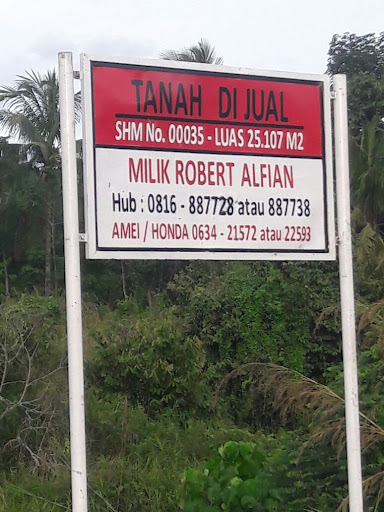 TANAH DI JUAL
SHM No. 00035 - LUAS 25.107 M2
MILIK ROBERT ALFIAN
Hub : 0816 - 887728 atau 887738
AMEI / HONDA 0634 - 21572 atau 22593